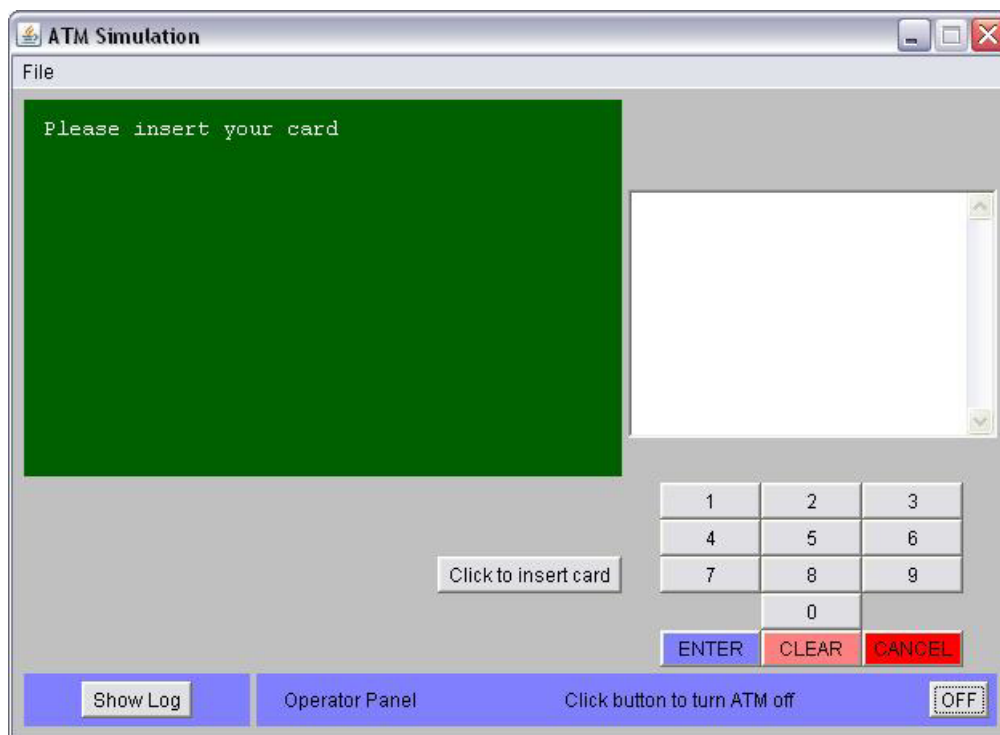 ATM Simulation
File
Please insert your card
1 2 3
4 5 6
Click to insert card 7 8 9
0
ENTER CLEAR CANCEL
Show Log Operator Panel Click button to turn ATM off OFF